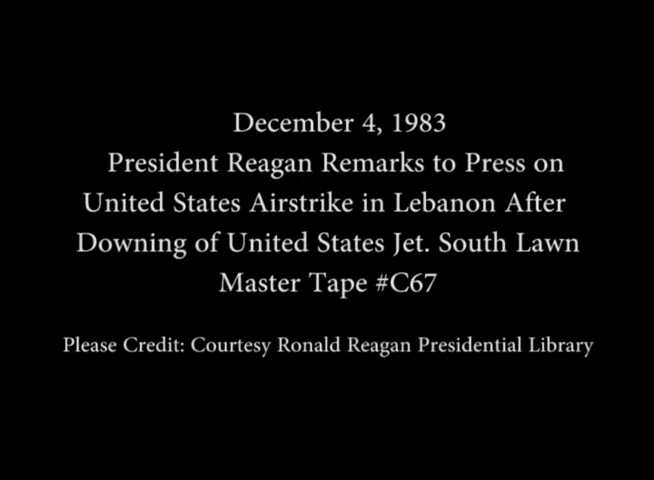 December 4, 1983
President Reagan Remarks to Press on
United States Airstrike in Lebanon After
Downing of United States Jet. South Lawn
Master Tape #C67
Please Credit: Courtesy Ronald Reagan Presidential Library